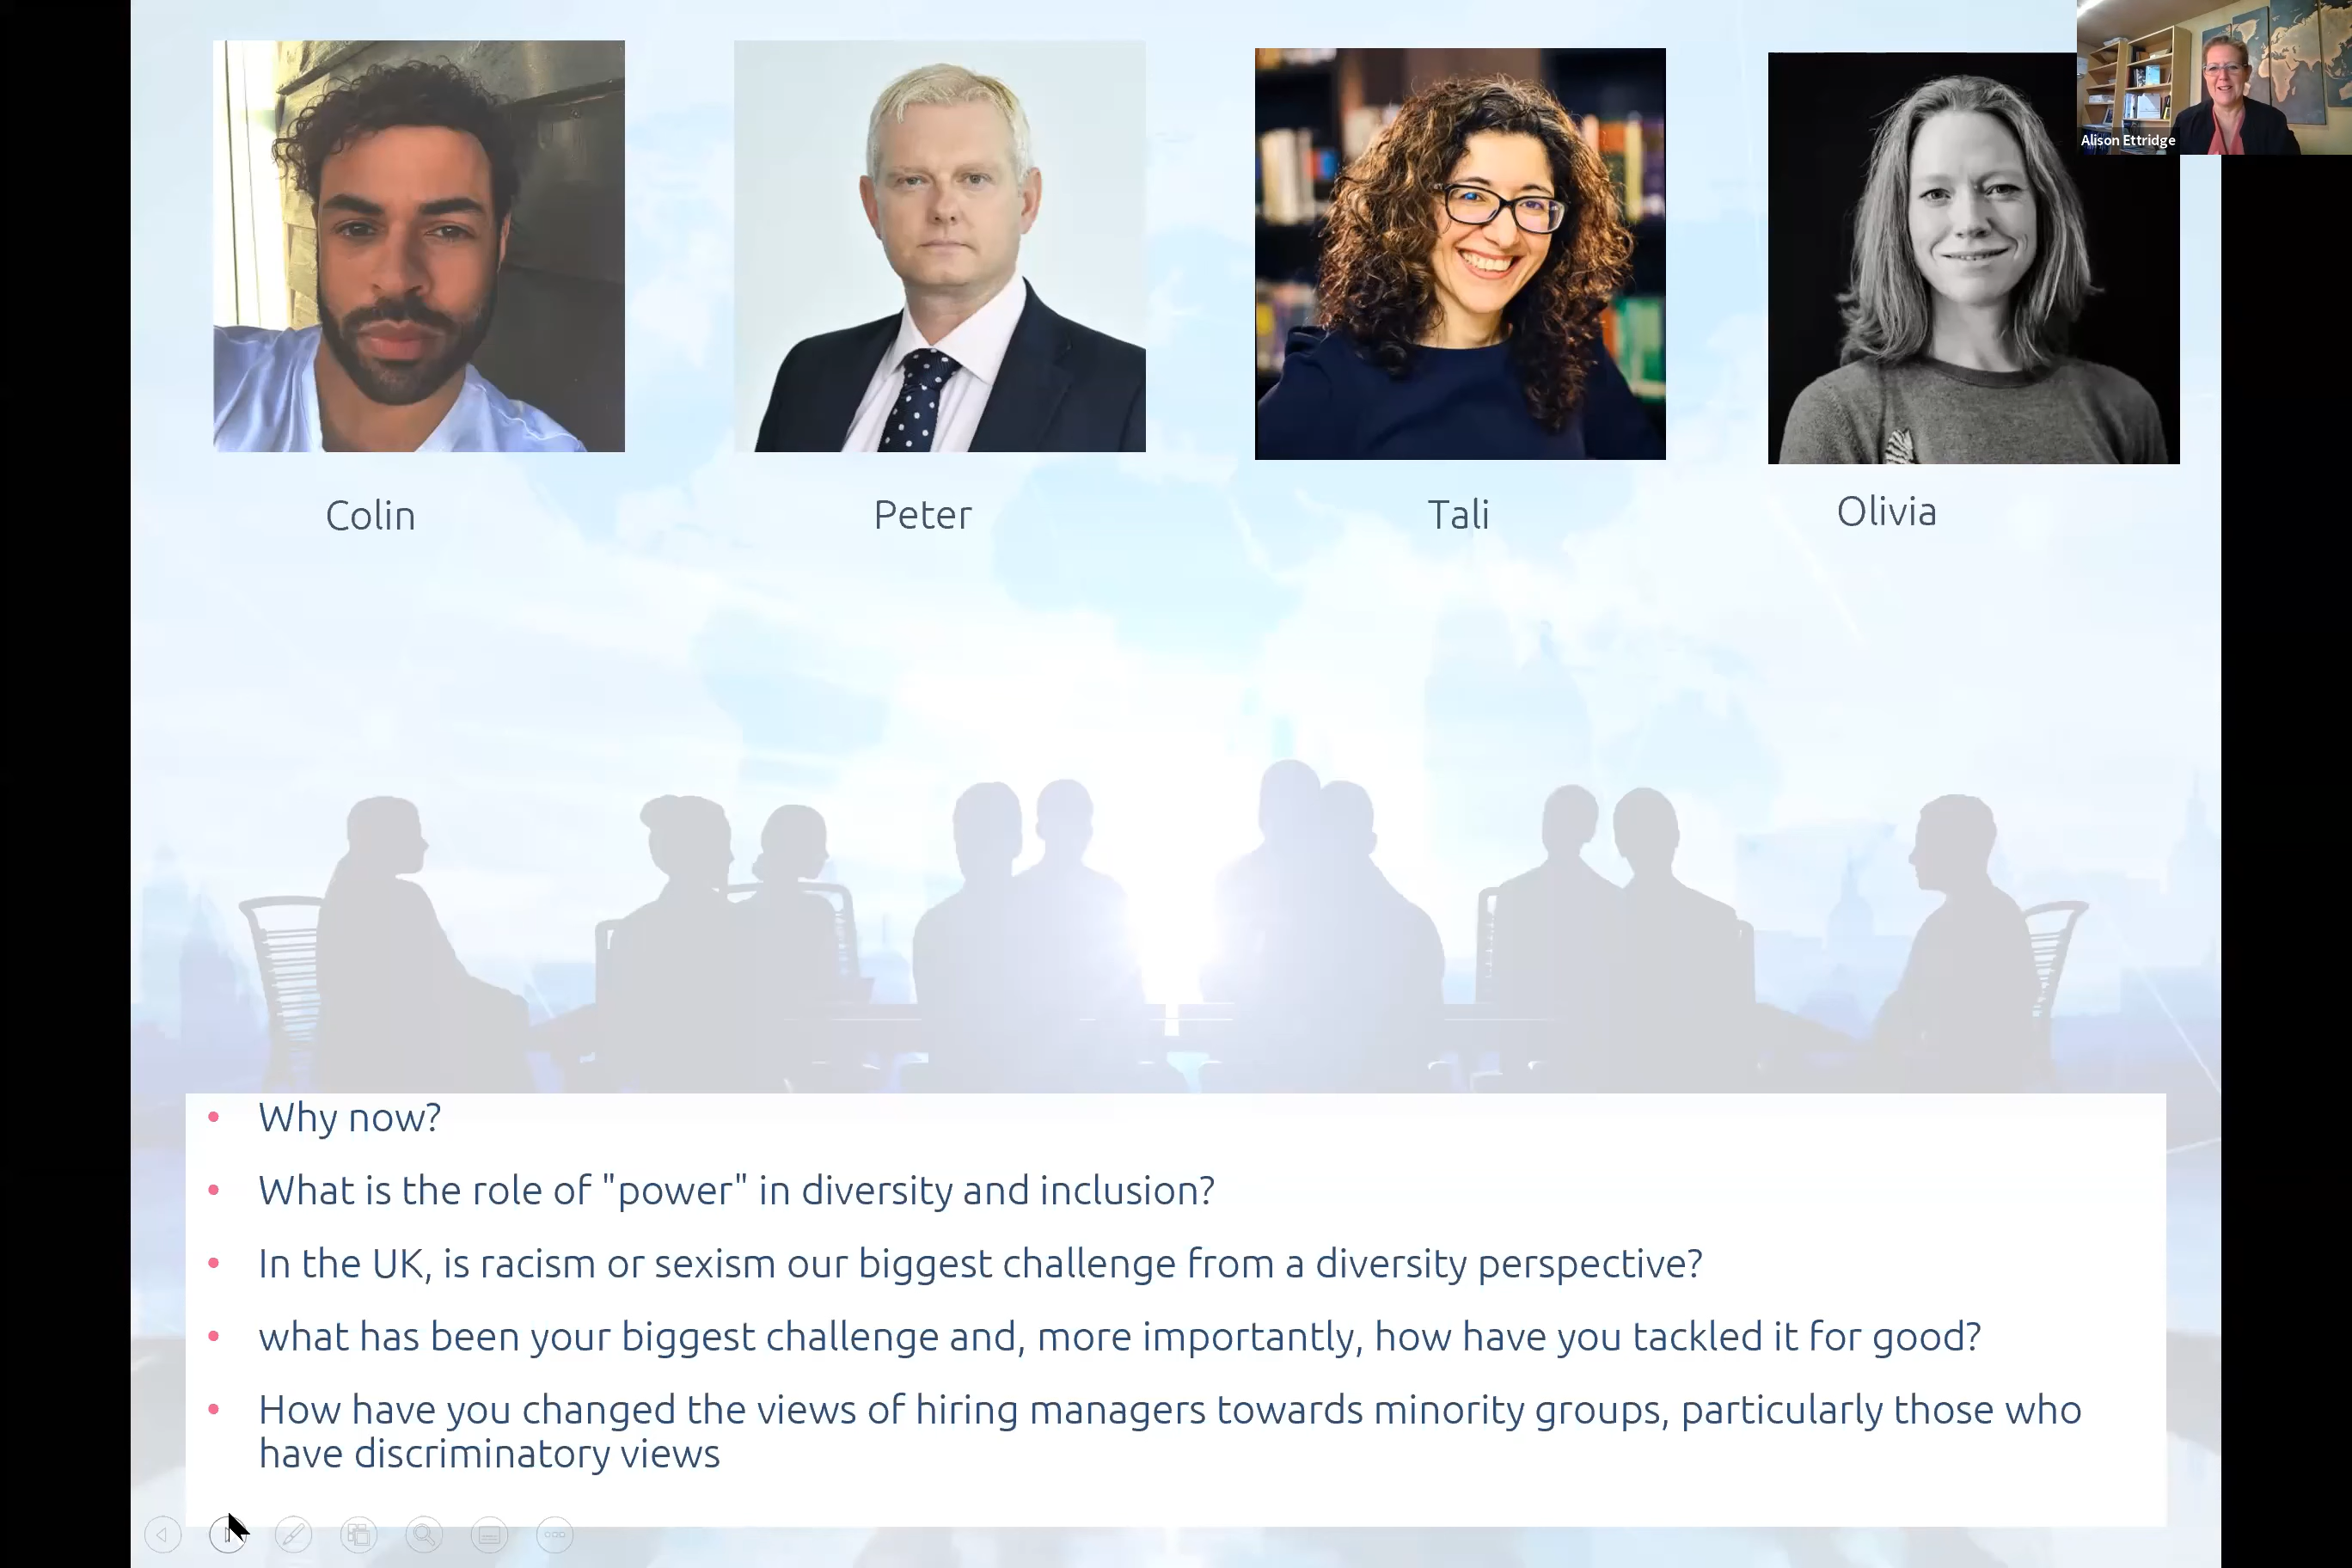 Alison Ettridge
Colin
Peter
Tali
Olivia
• Why now?
• What is the role of "power" in diversity and inclusion?
• In the UK, is racism or sexism our biggest challenge from a diversity perspective?
• what has been your biggest challenge and, more importantly, how have you tackled it for good?
• How have you changed the views of hiring managers towards minority groups, particularly those who
have discriminatory views